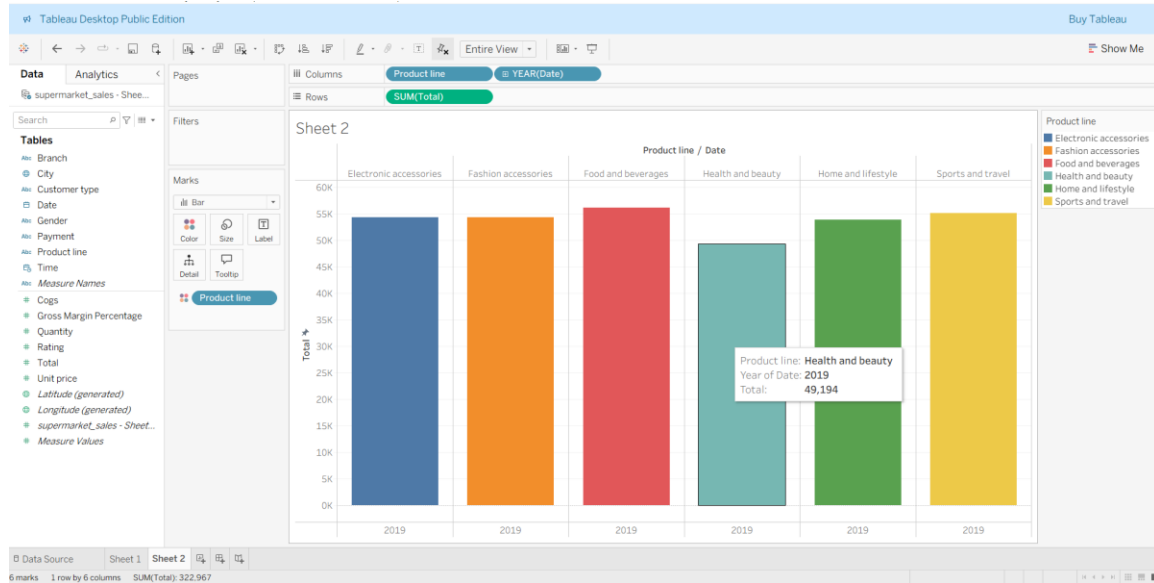 Tableau Desktop Public Edition
Buy Tableau
Entire View
Show Me
Data
Analytics
supermarket_sales - Shee...
Search
Tables
Abc Branch
City
Abc Customer type
Date
Abc Gender
Abc Payment
Abc Product line
Time
Abc Measure Names
# Cogs
# Gross Margin Percentage
# Quantity
# Rating
# Total
# Unit price
Latitude (generated)
Longitude (generated)
# supermarket_sales - Sheet...
# Measure Values
Pages
Filters
Marks
Bar
Color
Size
Label
Detail
Tooltip
Product line
Columns
Product line
YEAR(Date)
Rows
SUM(Total)
Sheet 2
Product line / Date
Electronic accessories
Fashion accessories
Food and beverages
Health and beauty
Home and lifestyle
Sports and travel
60K
55K
50K
45K
40K
35K
30K
25K
20K
15K
10K
5K
0K
Total
Product line: Health and beauty
Year of Date: 2019
Total: 49,194
2019
2019
2019
2019
2019
2019
Product line
Electronic accessories
Fashion accessories
Food and beverages
Health and beauty
Home and lifestyle
Sports and travel
Data Source
Sheet 1
Sheet 2
6 marks
1 row by 6 columns
SUM(Total): 322,967